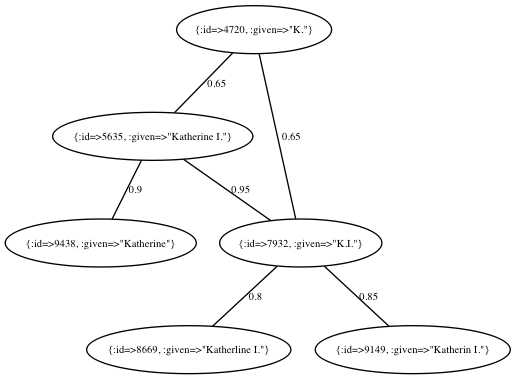 {:id=>4720, :given=>"K."}
0.65
0.65
{:id=>5635, :given=>"Katherine I."}
0.9
0.95
{:id=>9438, :given=>"Katherine"}
{:id=>7932, :given=>"K.I."}
0.8
0.85
{:id=>8669, :given=>"Katherline I."}
{:id=>9149, :given=>"Katherin I."}